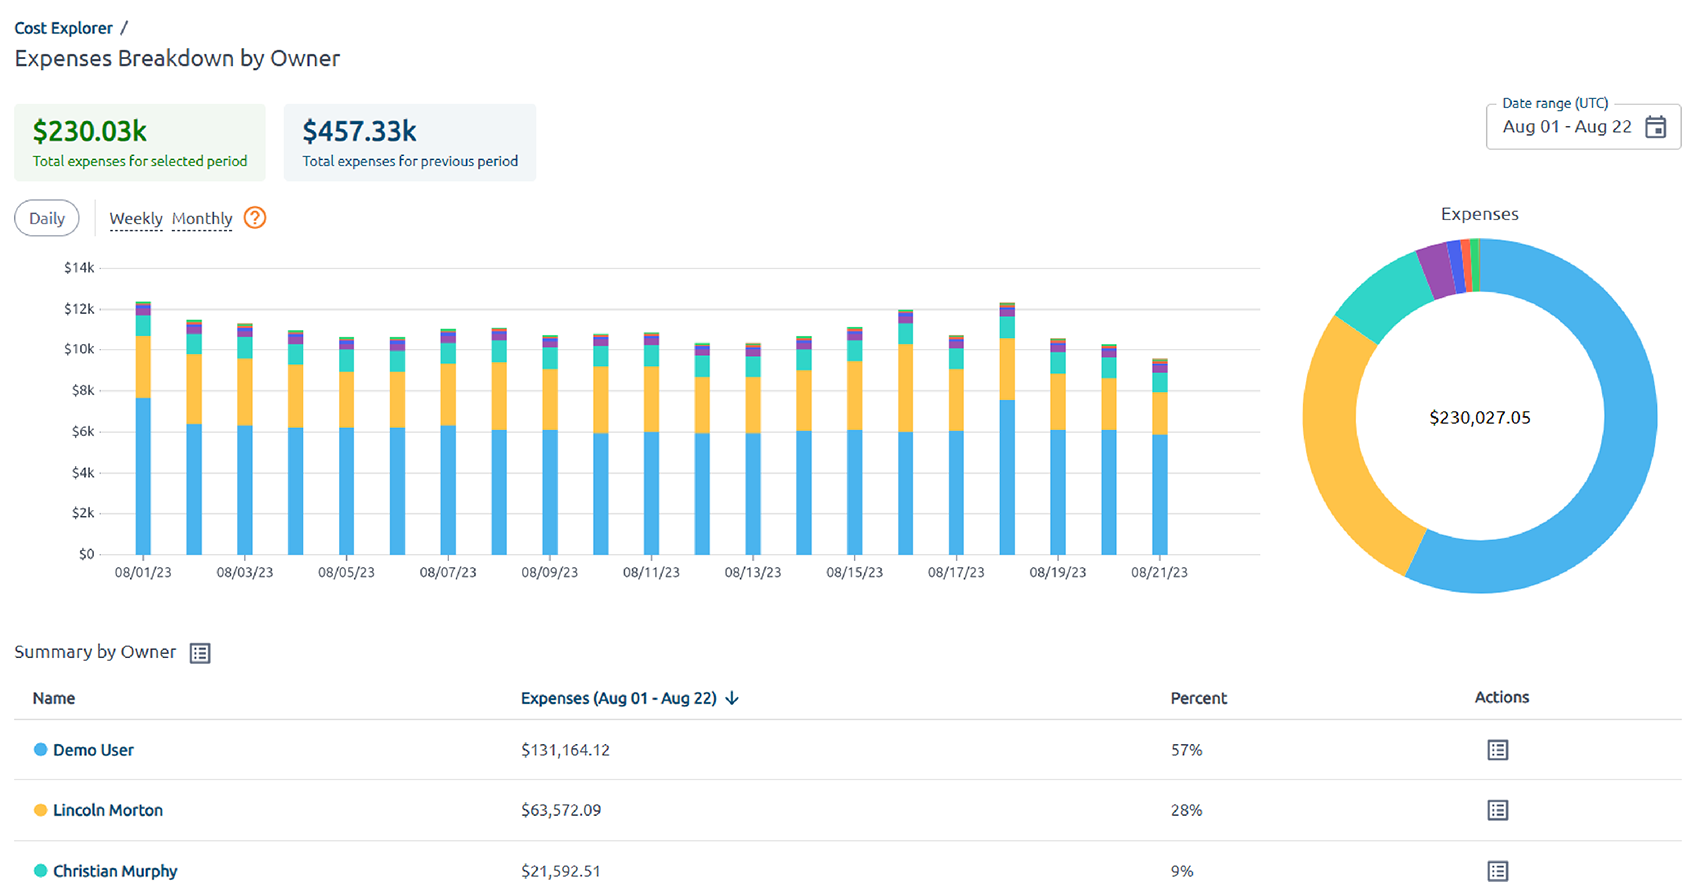 Cost Explorer /
Expenses Breakdown by Owner
$230.03k
Total expenses for selected period
$457.33k
Total expenses for previous period
Date range (UTC)
Aug 01 - Aug 22
Daily
Weekly
Monthly
?
Expenses
$14k
$12k
$10k
$8k
$6k
$4k
$2k
$0
08/01/23
08/03/23
08/05/23
08/07/23
08/09/23
08/11/23
08/13/23
08/15/23
08/17/23
08/19/23
08/21/23
$230,027.05
Summary by Owner
Name Expenses (Aug 01 - Aug 22) Percent Actions
Demo User $131,164.12 57%
Lincoln Morton $63,572.09 28%
Christian Murphy $21,592.51 9%